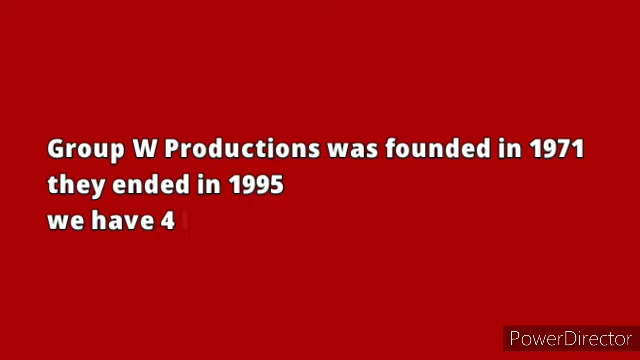 Group W Productions was founded in 1971
they ended in 1995
we have 4
PowerDirector